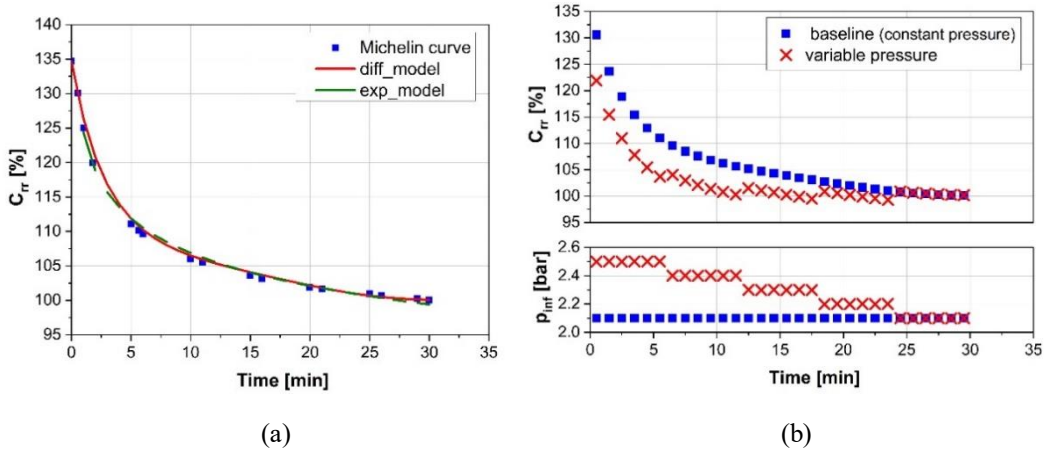 140
135
130
125
120
115
110
105
100
95
C_rr [%]
Michelin curve
diff_model
exp_model
0 5 10 15 20 25 30 35
Time [min]
(a)
135
130
125
120
115
110
105
100
95
C_rr [%]
baseline (constant pressure)
variable pressure
2.6
2.4
2.2
2.0
p_inf [bar]
0 5 10 15 20 25 30 35
Time [min]
(b)